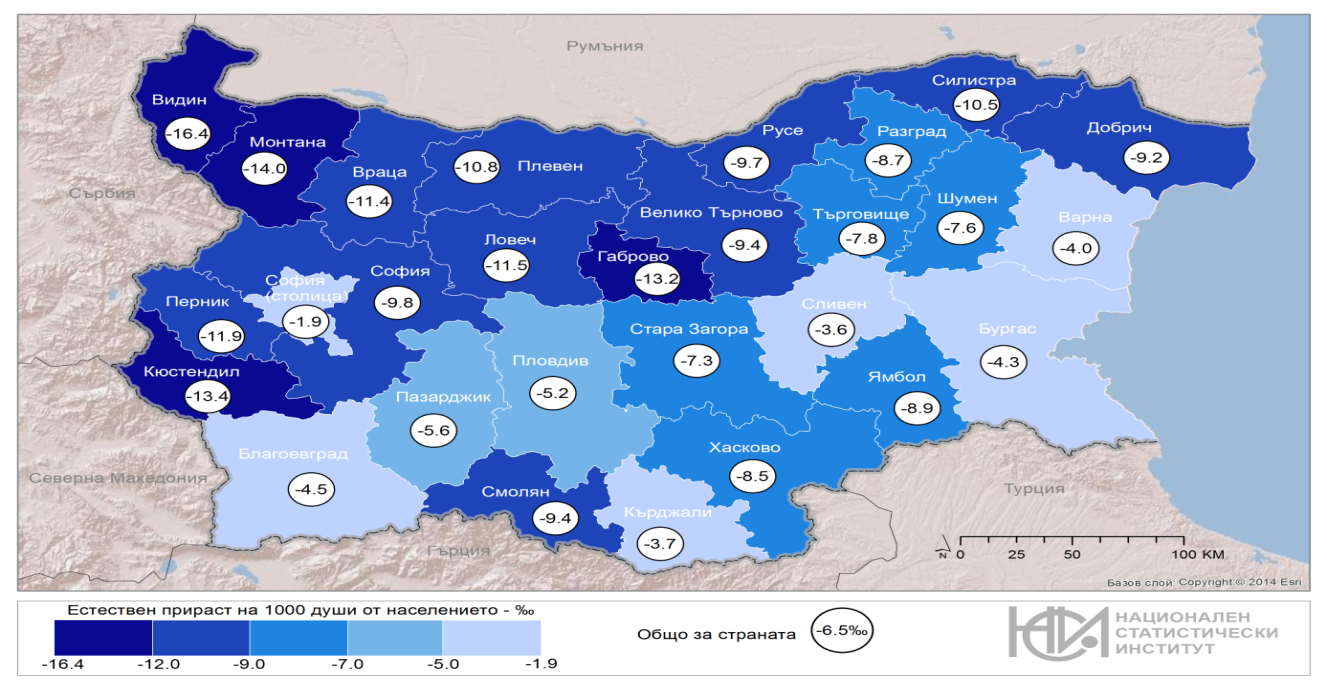 Румъния
Силистра
-10.5
Видин
-16.4
Монтана
-14.0
Враца
-11.4
-10.8
Плевен
Русе
-9.7
Разград
-8.7
Добрич
-9.2
Сърбия
Ловеч
-11.5
Велико Търново
-9.4
Габрово
-13.2
Търговище
-7.8
Шумен
-7.6
Варна
-4.0
Перник
-11.9
София
(столица)
-1.9
София
-9.8
Стара Загора
-7.3
Сливен
-3.6
Бургас
-4.3
Кюстендил
-13.4
Пазарджик
-5.6
Пловдив
-5.2
Ямбол
-8.9
Благоевград
-4.5
Смолян
-9.4
Хасково
-8.5
Кърджали
-3.7
Северна Македония
Гърция
Турция
N
0 25 50 100 KM
Базов слой: Copyright © 2014 Esri
Естествен прираст на 1000 души от населението - ‰
-16.4 -12.0 -9.0 -7.0 -5.0 -1.9
Общо за страната -6.5‰
НСИ
НАЦИОНАЛЕН
СТАТИСТИЧЕСКИ
ИНСТИТУТ